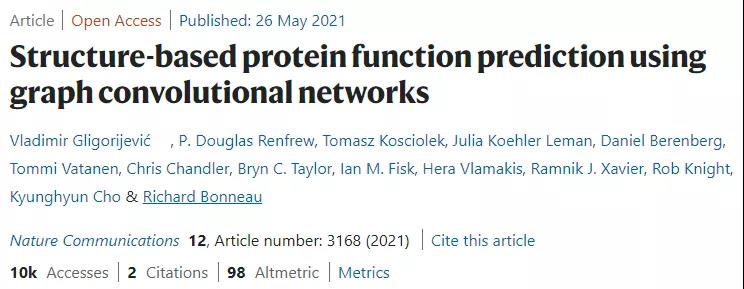 Article | Open Access | Published: 26 May 2021
Structure-based protein function prediction using
graph convolutional networks
Vladimir Gligorijević , P. Douglas Renfrew, Tomasz Kosciolek, Julia Koehler Leman, Daniel Berenberg,
Tommi Vatanen, Chris Chandler, Bryn C. Taylor, Ian M. Fisk, Hera Vlamakis, Ramnik J. Xavier, Rob Knight,
Kyunghyun Cho & Richard Bonneau
Nature Communications 12, Article number: 3168 (2021) | Cite this article
10k Accesses | 2 Citations | 98 Altmetric | Metrics